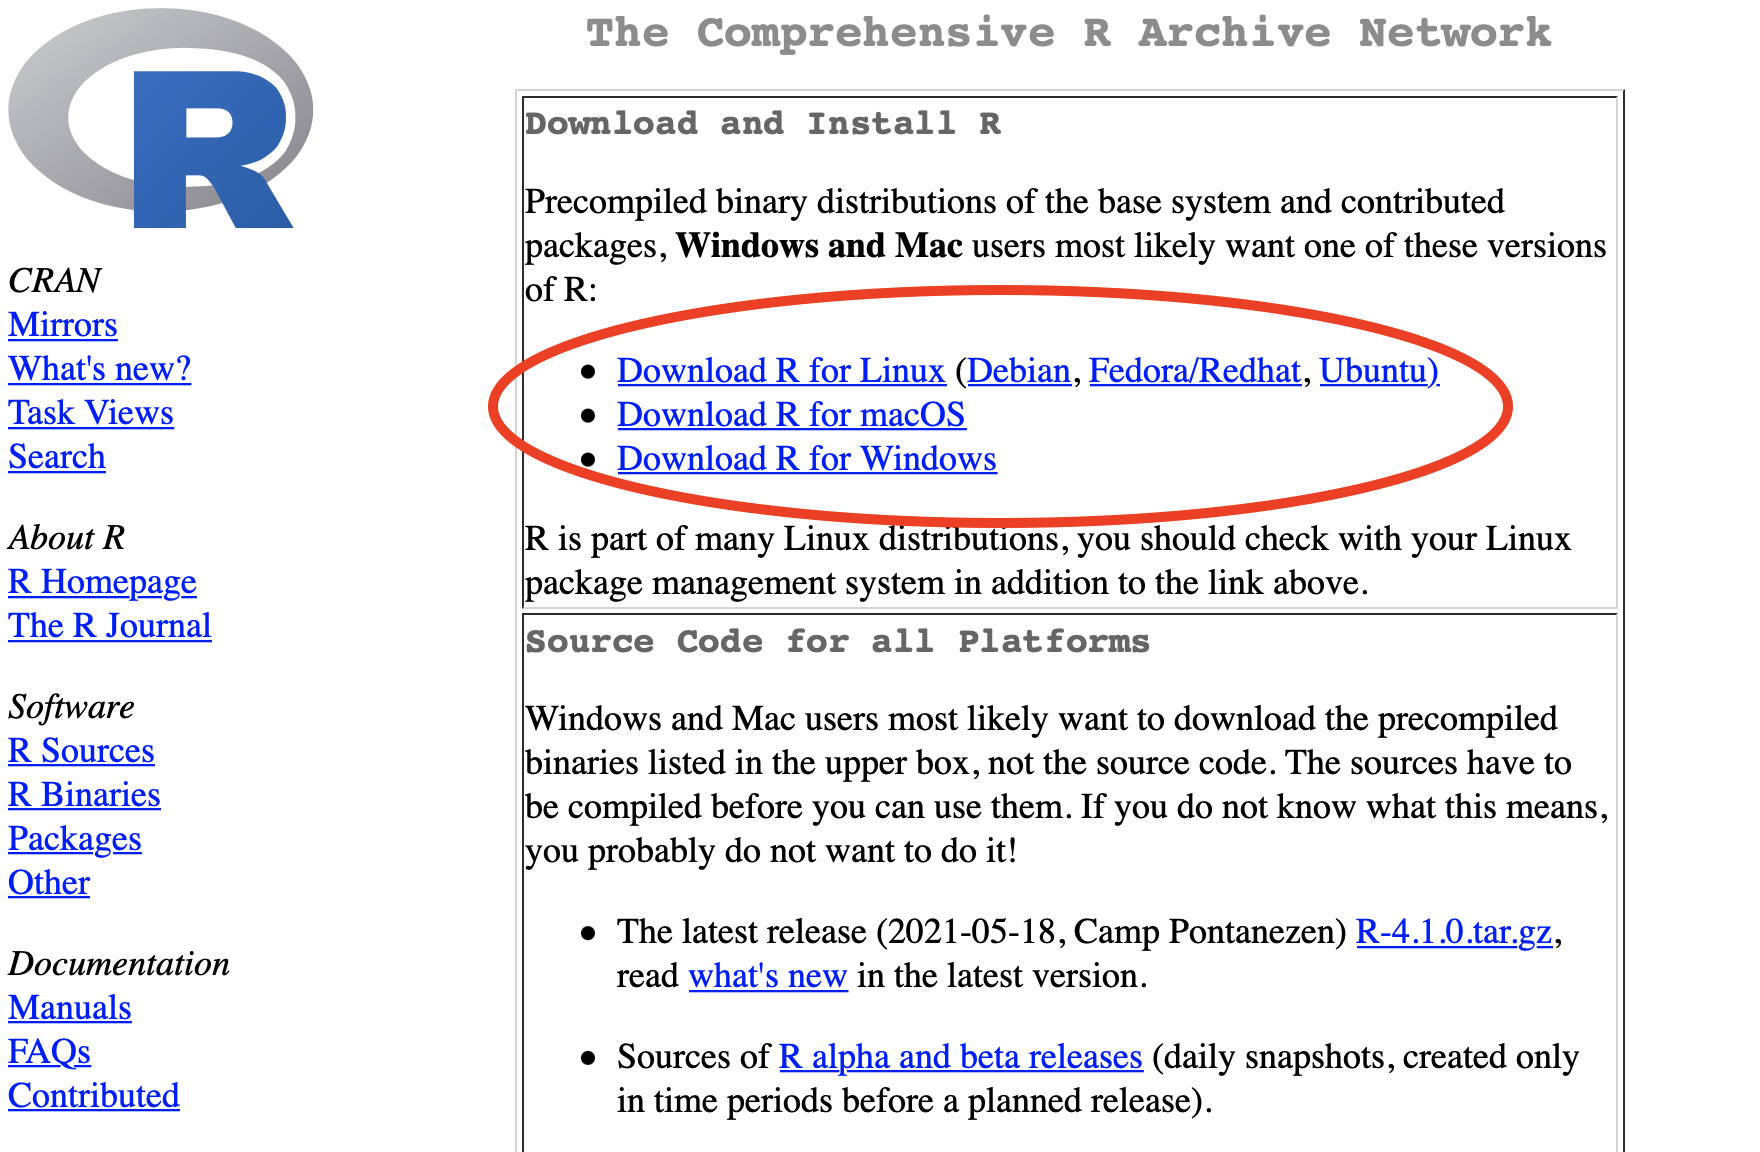 R
CRAN
Mirrors
What's new?
Task Views
Search
About R
R Homepage
The R Journal
Software
R Sources
R Binaries
Packages
Other
Documentation
Manuals
FAQs
Contributed
The Comprehensive R Archive Network
Download and Install R
Precompiled binary distributions of the base system and contributed
packages, Windows and Mac users most likely want one of these versions
of R:
Download R for Linux (Debian, Fedora/Redhat, Ubuntu)
Download R for macOS
Download R for Windows
R is part of many Linux distributions, you should check with your Linux
package management system in addition to the link above.
Source Code for all Platforms
Windows and Mac users most likely want to download the precompiled
binaries listed in the upper box, not the source code. The sources have to
be compiled before you can use them. If you do not know what this means,
you probably do not want to do it!
The latest release (2021-05-18, Camp Pontanezen) R-4.1.0.tar.gz,
read what's new in the latest version.
Sources of R alpha and beta releases (daily snapshots, created only
in time periods before a planned release).